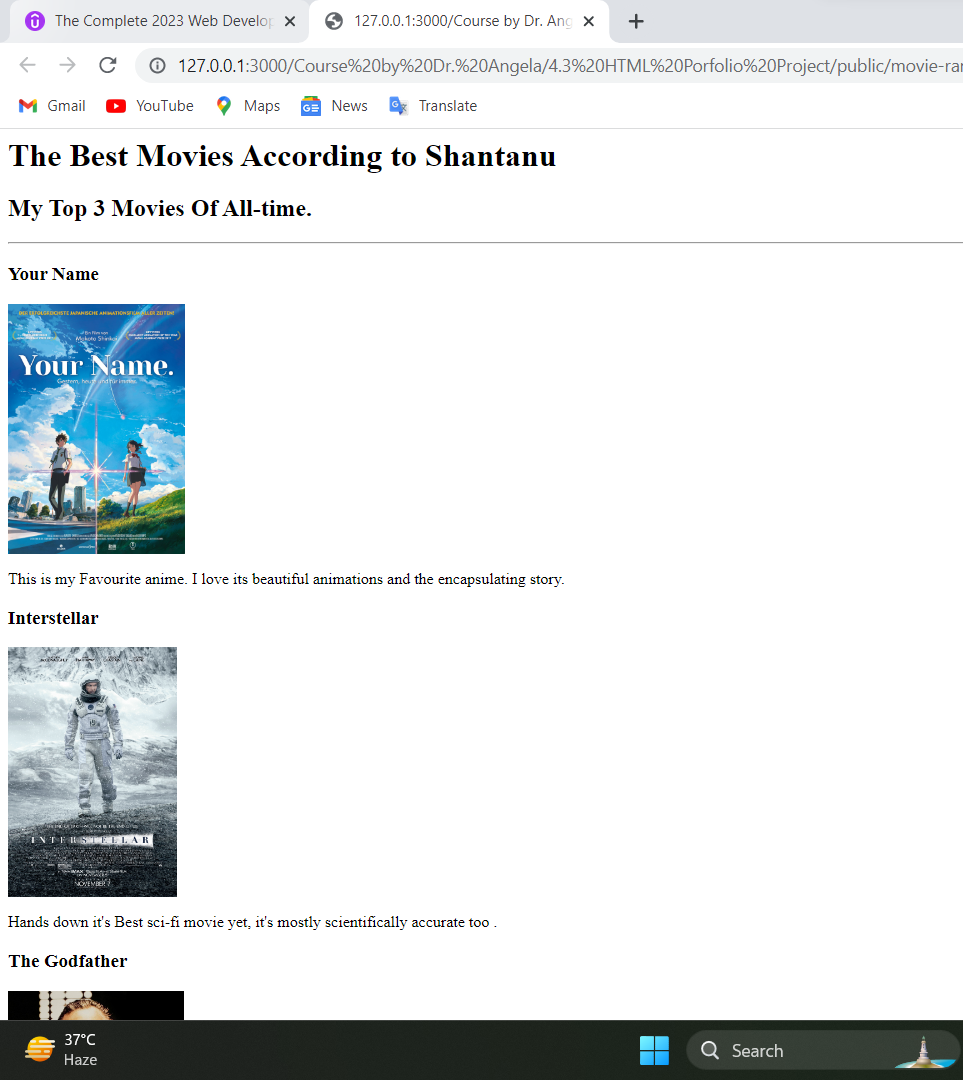 The Complete 2023 Web Develop
127.0.0.1:3000/Course by Dr. Ang
127.0.0.1:3000/Course%20by%20Dr.%20Angela/4.3%20HTML%20Porfolio%20Project/public/movie-ran
Gmail YouTube Maps News Translate
The Best Movies According to Shantanu
My Top 3 Movies Of All-time.
Your Name
DER ERFOLGREICHSTE JAPANISCHE ANIMATIONSFILM ALLER ZEITEN!
Ein Film von
Makoto Shinkai
Your Name.
Gestern, heute und für immer.
This is my Favourite anime. I love its beautiful animations and the encapsulating story.
Interstellar
INTERSTELLAR
IMAX
NOVEMBER 7
Hands down it's Best sci-fi movie yet, it's mostly scientifically accurate too .
The Godfather
37°C
Haze
Search